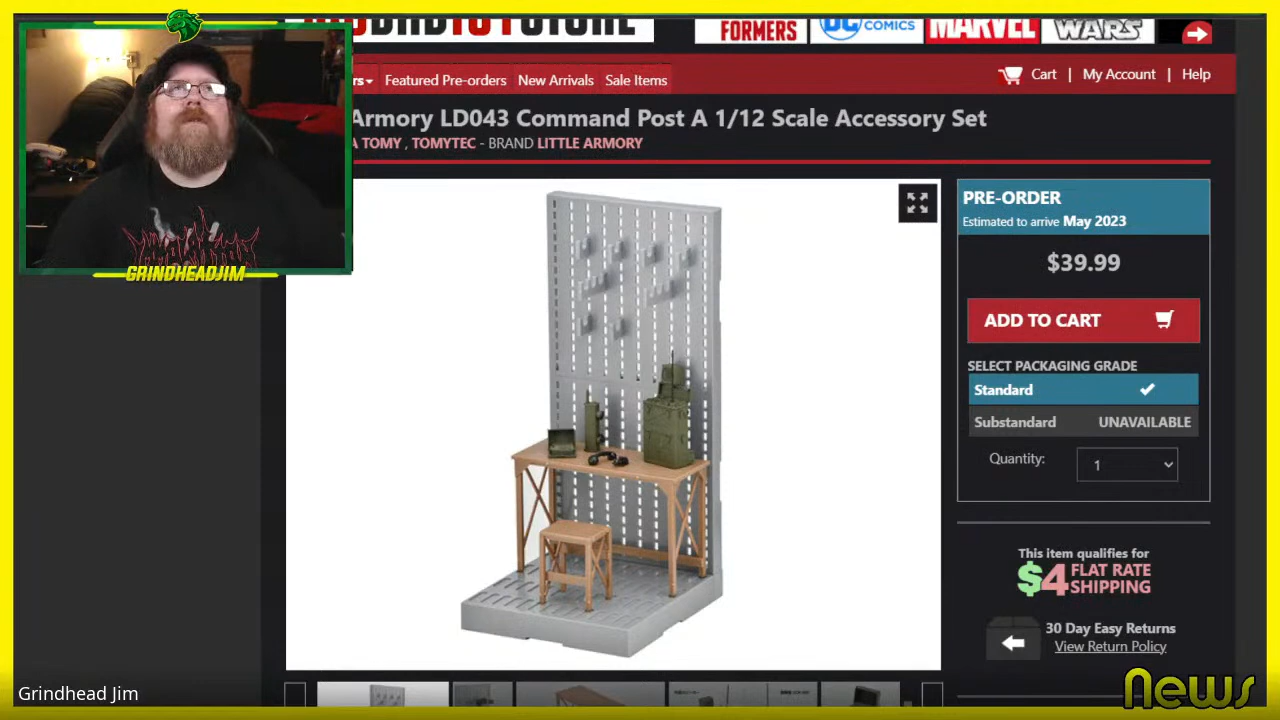 FORMERS
DC COMICS
MARVEL
WARS
Featured Pre-orders
New Arrivals
Sale Items
Cart | My Account | Help
Armory LD043 Command Post A 1/12 Scale Accessory Set
A TOMY , TOMYTEC - BRAND LITTLE ARMORY
PRE-ORDER
Estimated to arrive May 2023
$39.99
ADD TO CART
SELECT PACKAGING GRADE
Standard
Substandard UNAVAILABLE
Quantity: 1
This item qualifies for
$4 FLAT RATE
SHIPPING
30 Day Easy Returns
View Return Policy
GRINDHEADJIM
Grindhead Jim
News